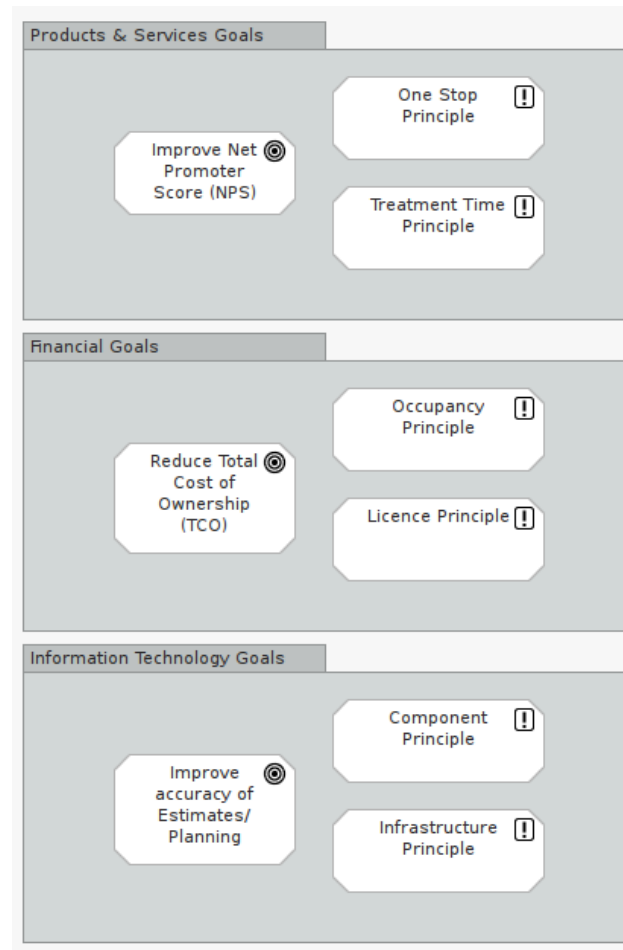 Products & Services Goals
One Stop
Principle
Improve Net
Promoter
Score (NPS)
Treatment Time
Principle
Financial Goals
Occupancy
Principle
Reduce Total
Cost of
Ownership
(TCO)
Licence Principle
Information Technology Goals
Component
Principle
Improve
accuracy of
Estimates/
Planning
Infrastructure
Principle